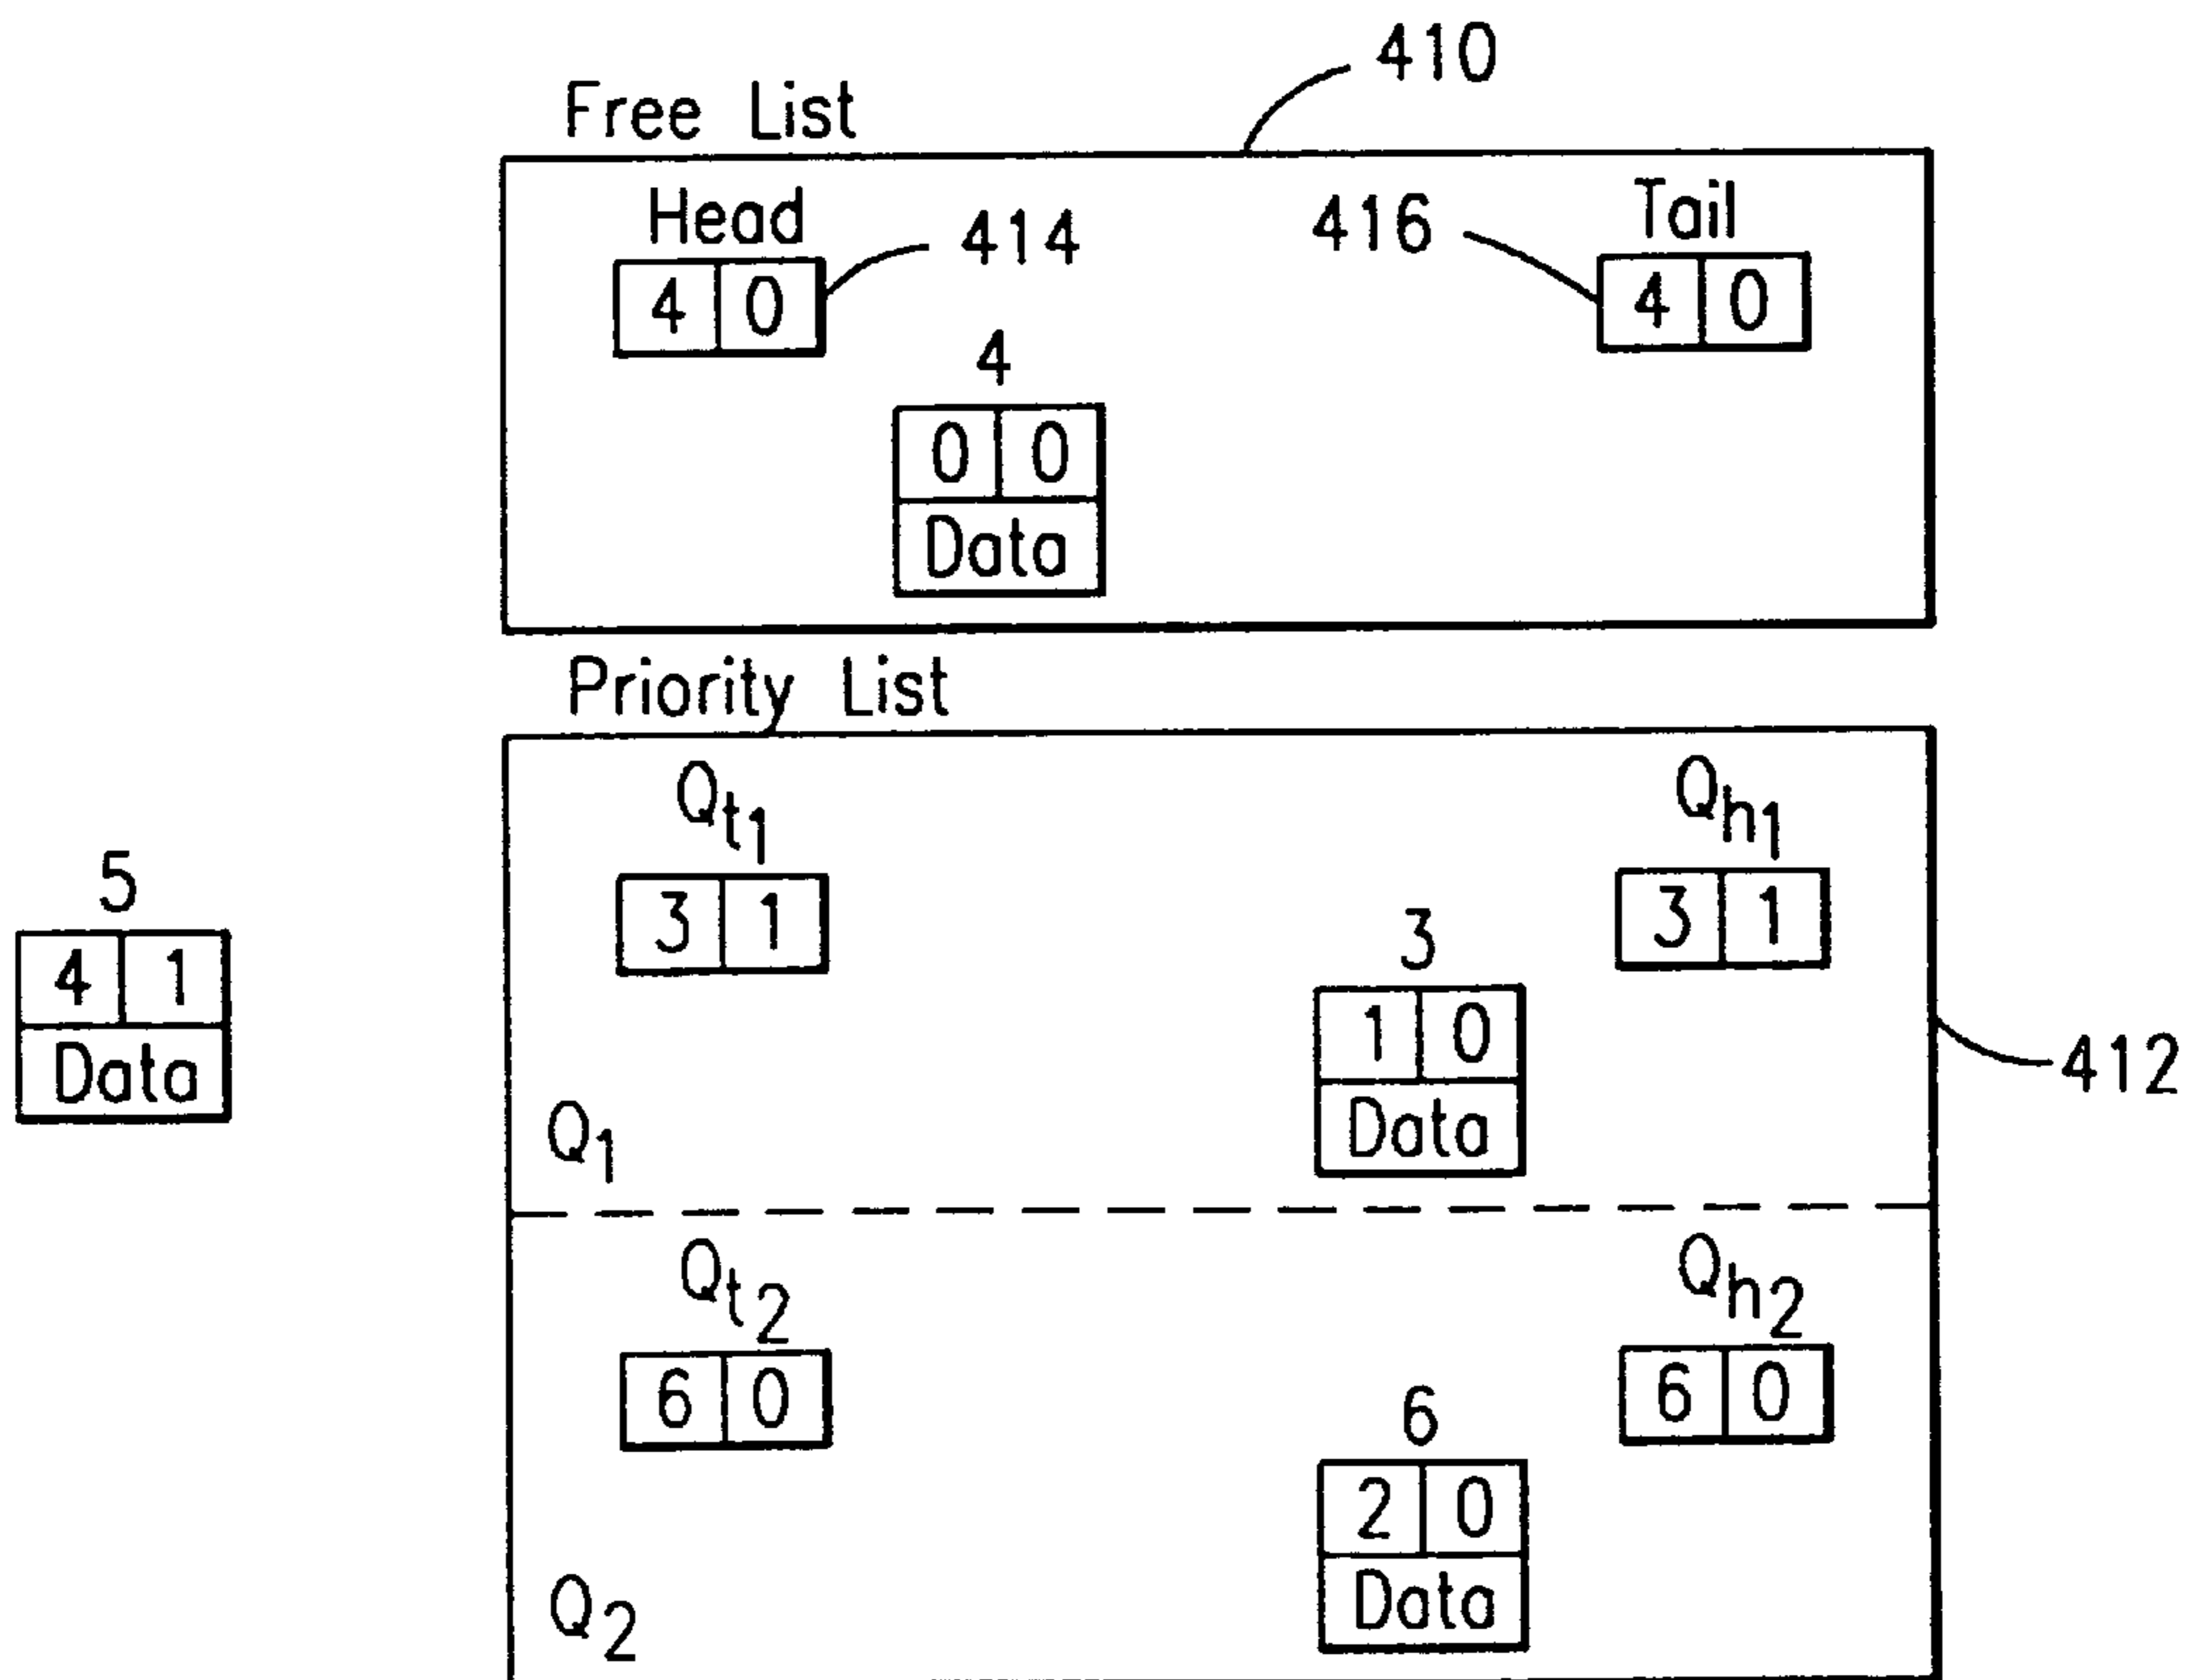 410
Free List
Head
414
416
Tail
4 0
4 0
4
0 0
Data
Priority List
Qt1
Qh1
5
3 1
3 1
3
4 1
1 0
412
Data
Data
Q1
Qt2
Qh2
6 0
6 0
6
2 0
Data
Q2